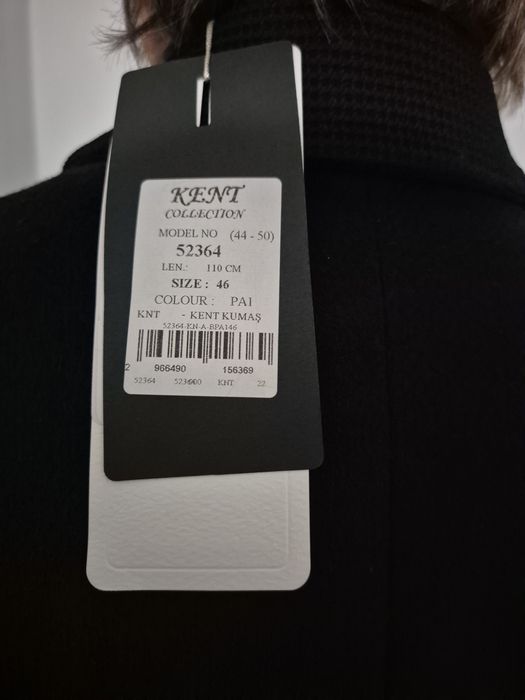 KENT
COLLECTION
MODEL NO (44 - 50)
52364
LEN.: 110 CM
SIZE : 46
COLOUR : PA1
KNT - KENT KUMAŞ
52364-KN-A-BPA146
2 966490 156369
52364 KNT 22